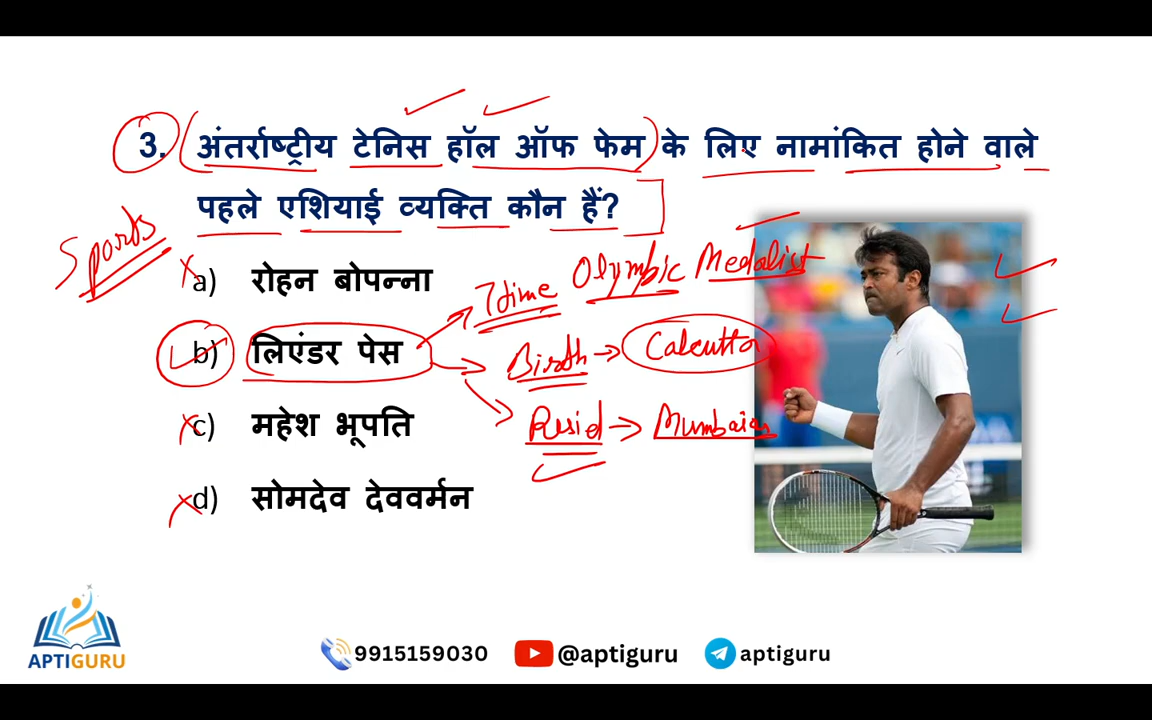 3. अंतर्राष्ट्रीय टेनिस हॉल ऑफ फेम के लिए नामांकित होने वाले
पहले एशियाई व्यक्ति कौन हैं?
Sports
a) रोहन बोपन्ना
7 time Olympic Medalist
b) लिएंडर पेस
Birth → Calcutta
c) महेश भूपति
Resid → Mumbai
d) सोमदेव देववर्मन
APTIGURU
9915159030
@aptiguru
aptiguru